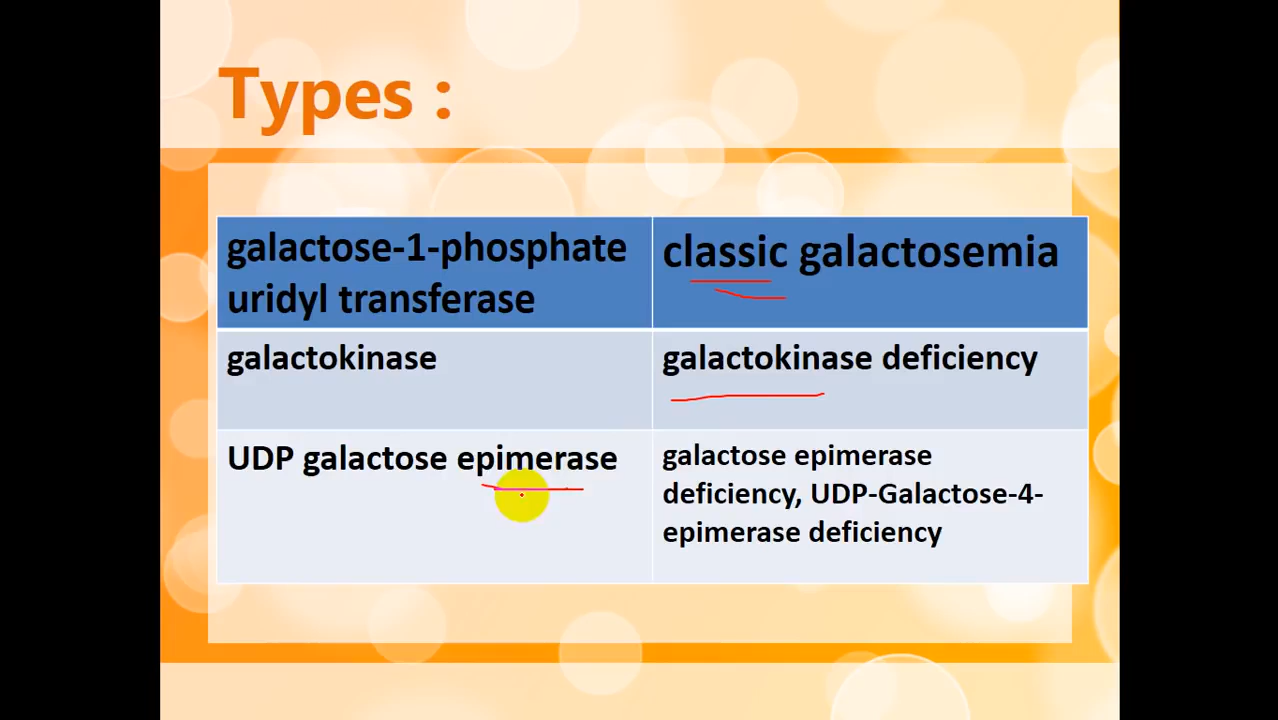 Types :
galactose-1-phosphate
uridyl transferase
classic galactosemia
galactokinase
galactokinase deficiency
UDP galactose epimerase
galactose epimerase
deficiency, UDP-Galactose-4-
epimerase deficiency